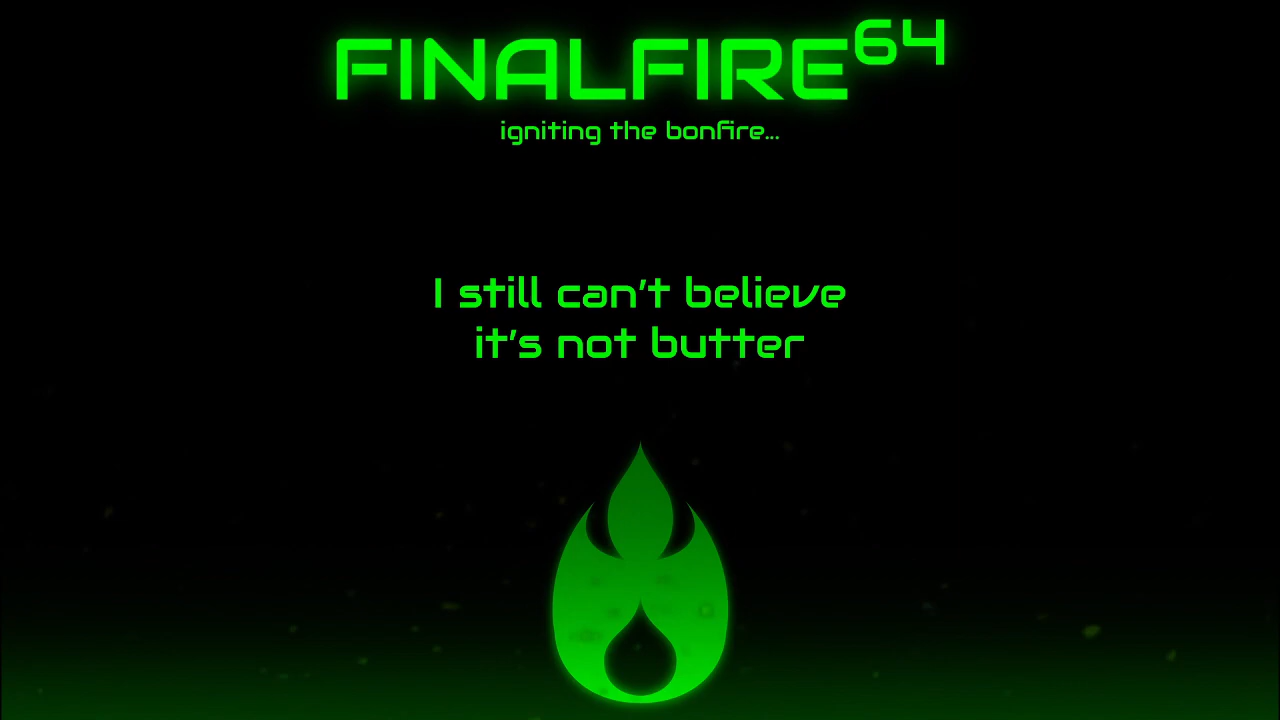 FINALFIRE64
igniting the bonfire...
I still can't believe
it's not butter